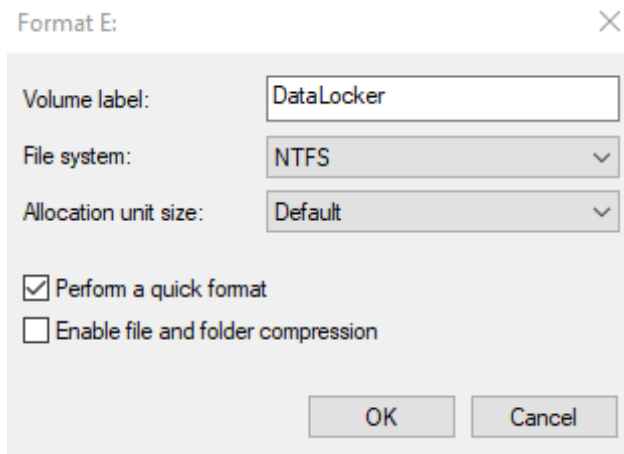 Format E:
Volume label: DataLocker
File system: NTFS
Allocation unit size: Default
Perform a quick format
Enable file and folder compression
OK Cancel